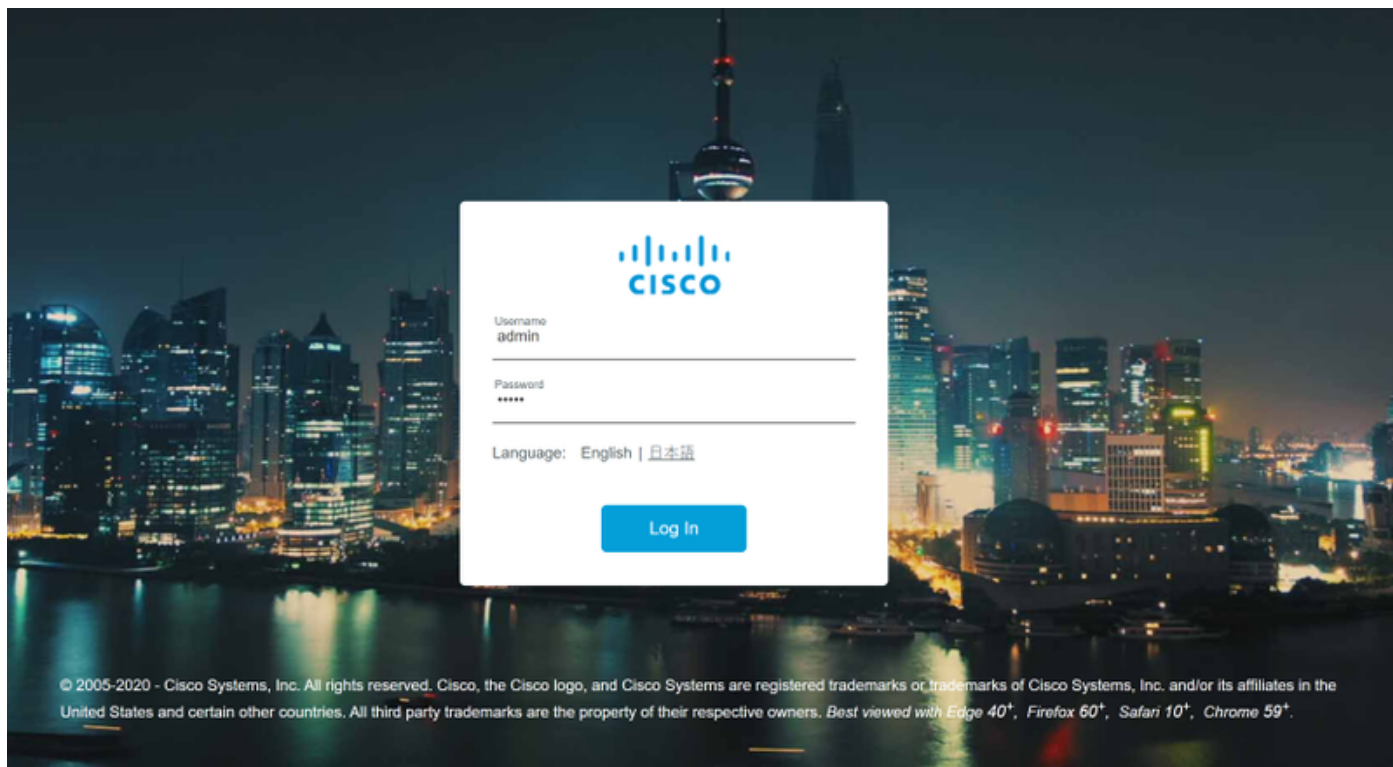 CISCO
Username
admin
Password
•••••
Language: English | 日本語
Log In
© 2005-2020 - Cisco Systems, Inc. All rights reserved. Cisco, the Cisco logo, and Cisco Systems are registered trademarks or trademarks of Cisco Systems, Inc. and/or its affiliates in the
United States and certain other countries. All third party trademarks are the property of their respective owners. Best viewed with Edge 40⁺, Firefox 60⁺, Safari 10⁺, Chrome 59⁺.